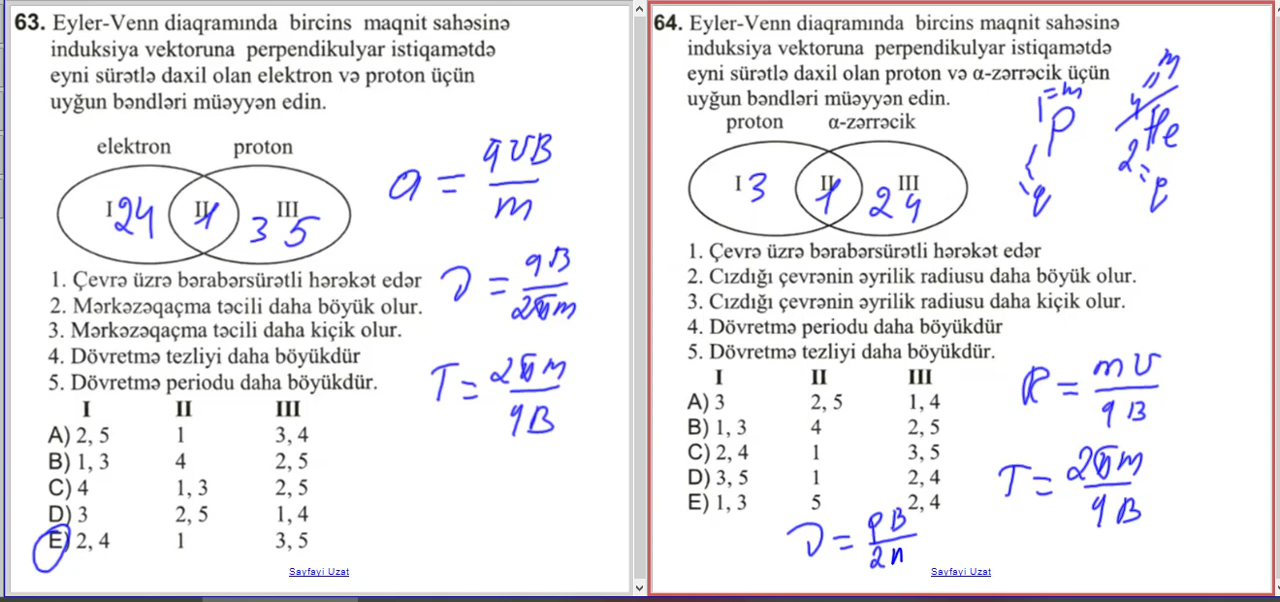 63. Eyler-Venn diaqramında bircins maqnit sahəsinə
induksiya vektoruna perpendikulyar istiqamətdə
eyni sürətlə daxil olan elektron və proton üçün
uyğun bəndləri müəyyən edin.
elektron proton
I 24 II 1 III 3 5
a = qυB / m
1. Çevrə üzrə bərabərsürətli hərəkət edər
2. Mərkəzəqaçma təcili daha böyük olur.
3. Mərkəzəqaçma təcili daha kiçik olur.
4. Dövretmə tezliyi daha böyükdür
5. Dövretmə periodu daha böyükdür.
ν = qB / 2πm
T = 2πm / qB
I II III
A) 2, 5 1 3, 4
B) 1, 3 4 2, 5
C) 4 1, 3 2, 5
D) 3 2, 5 1, 4
E) 2, 4 1 3, 5
Sayfayi Uzat
64. Eyler-Venn diaqramında bircins maqnit sahəsinə
induksiya vektoruna perpendikulyar istiqamətdə
eyni sürətlə daxil olan proton və α-zərrəcik üçün
uyğun bəndləri müəyyən edin.
proton α-zərrəcik
I 3 II 1 III 2 4
1=m
p
1=q
4=m
He
2=q
1. Çevrə üzrə bərabərsürətli hərəkət edər
2. Cızdığı çevrənin əyrilik radiusu daha böyük olur.
3. Cızdığı çevrənin əyrilik radiusu daha kiçik olur.
4. Dövretmə periodu daha böyükdür
5. Dövretmə tezliyi daha böyükdür.
I II III
A) 3 2, 5 1, 4
B) 1, 3 4 2, 5
C) 2, 4 1 3, 5
D) 3, 5 1 2, 4
E) 1, 3 5 2, 4
R = mυ / qB
T = 2πm / qB
ν = qB / 2π
Sayfayi Uzat